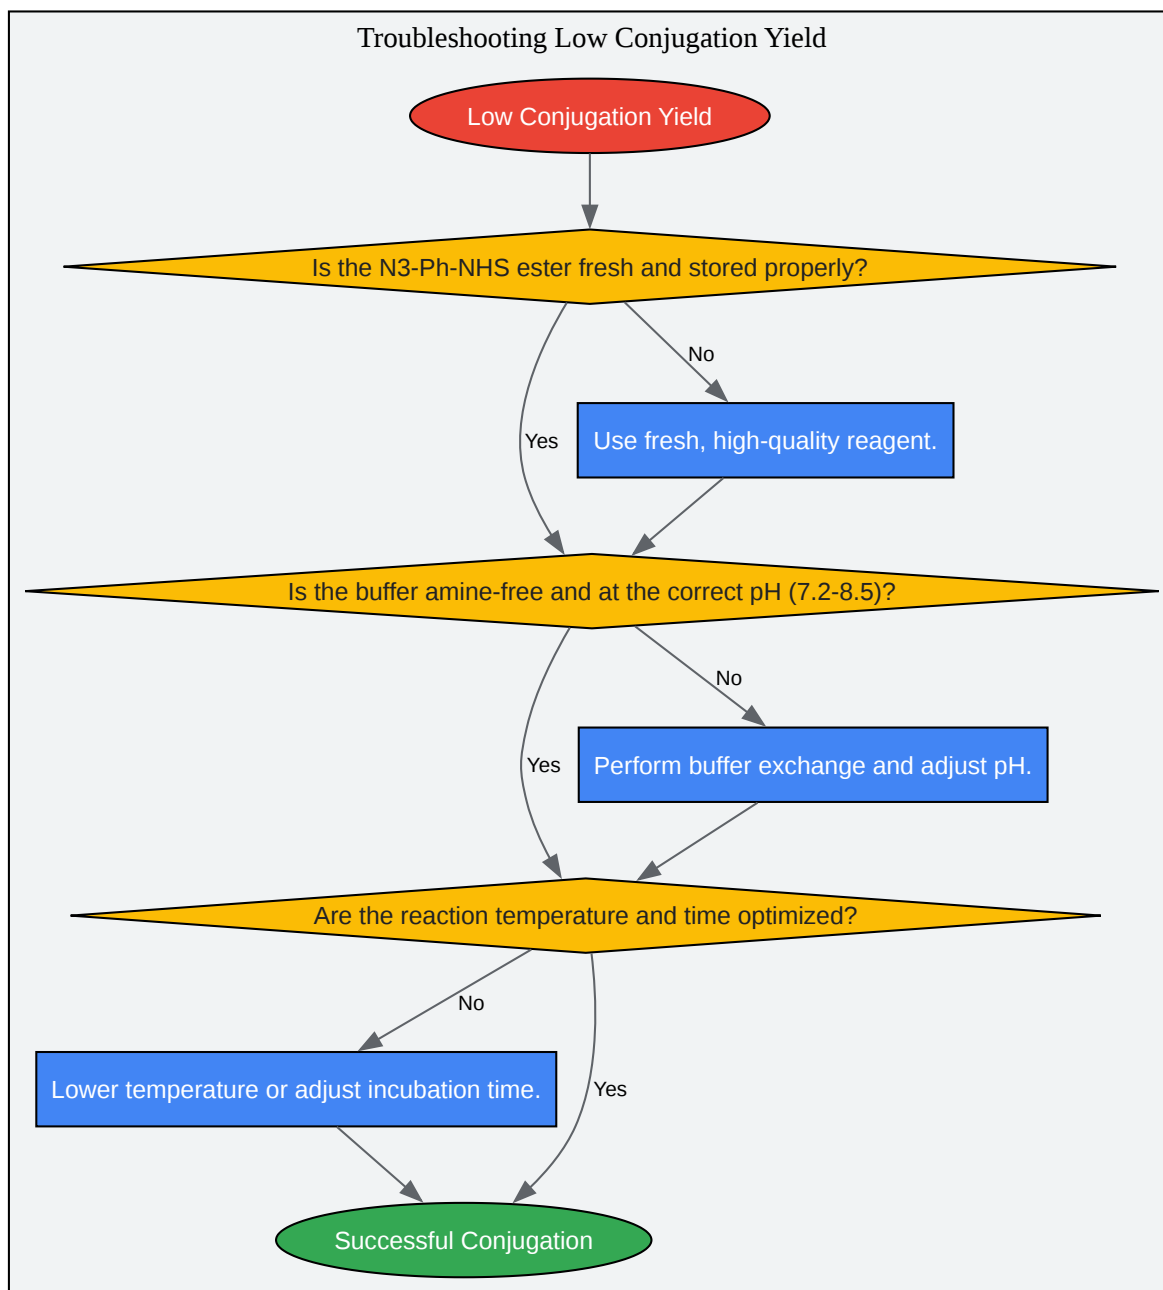 Troubleshooting Low Conjugation Yield
Low Conjugation Yield
Is the N3-Ph-NHS ester fresh and stored properly?
No
Yes
Use fresh, high-quality reagent.
Is the buffer amine-free and at the correct pH (7.2-8.5)?
No
Yes
Perform buffer exchange and adjust pH.
Are the reaction temperature and time optimized?
No
Lower temperature or adjust incubation time.
Yes
Successful Conjugation